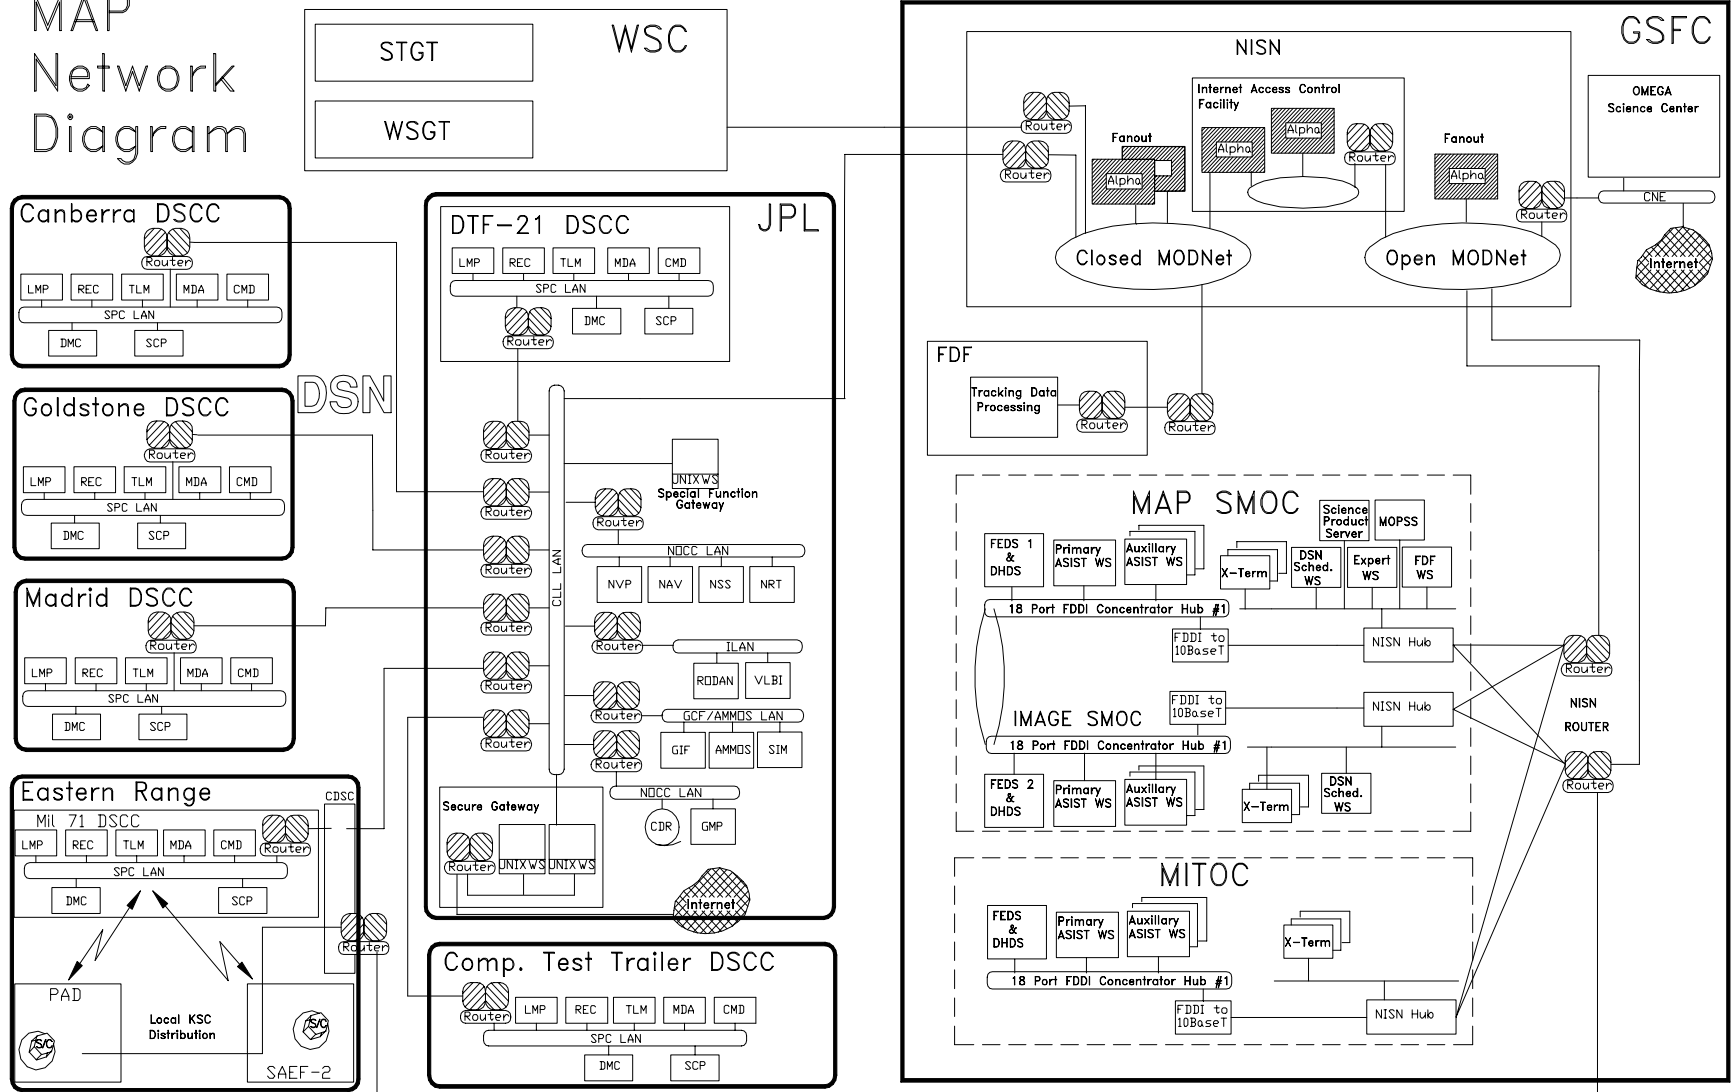 MAP
Network
Diagram
STGT
WSGT
WSC
GSFC
NISN
Router
Router
Fanout
Alpha
Internet Access Control
Facility
Alpha
Alpha
Router
Fanout
Alpha
Router
Closed MODNet
Open MODNet
OMEGA
Science Center
CNE
Internet
Canberra DSCC
Router
LMP REC TLM MDA CMD
SPC LAN
DMC SCP
DSN
Goldstone DSCC
Router
LMP REC TLM MDA CMD
SPC LAN
DMC SCP
Madrid DSCC
Router
LMP REC TLM MDA CMD
SPC LAN
DMC SCP
Eastern Range
CDSC
Mil 71 DSCC
LMP REC TLM MDA CMD
Router
SPC LAN
DMC SCP
Router
PAD
S/C
Local KSC
Distribution
S/C
SAEF-2
JPL
DTF-21 DSCC
LMP REC TLM MDA CMD
SPC LAN
DMC SCP
Router
Router
Router
Router
Router
Router
Router
CLL LAN
UNIXWS
Special Function
Gateway
Router
NOCC LAN
NVP NAV NSS NRT
Router
ILAN
RODAN VLBI
Router
GCF/AMMOS LAN
GIF AMMOS SIM
Router
NOCC LAN
CDR GMP
Secure Gateway
Router
UNIXWS UNIXWS
Internet
Comp. Test Trailer DSCC
Router
LMP REC TLM MDA CMD
SPC LAN
DMC SCP
FDF
Tracking Data
Processing
Router
Router
MAP SMOC
FEDS 1
&
DHDS
Primary
ASIST WS
Auxillary
ASIST WS
X-Term
DSN
Sched.
WS
Science
Product
Server
Expert
WS
MOPSS
FDF
WS
18 Port FDDI Concentrator Hub #1
FDDI to
10BaseT
NISN Hub
FDDI to
10BaseT
NISN Hub
IMAGE SMOC
18 Port FDDI Concentrator Hub #1
FEDS 2
&
DHDS
Primary
ASIST WS
Auxillary
ASIST WS
X-Term
DSN
Sched.
WS
Router
NISN
ROUTER
Router
MITOC
FEDS
&
DHDS
Primary
ASIST WS
Auxillary
ASIST WS
X-Term
18 Port FDDI Concentrator Hub #1
FDDI to
10BaseT
NISN Hub